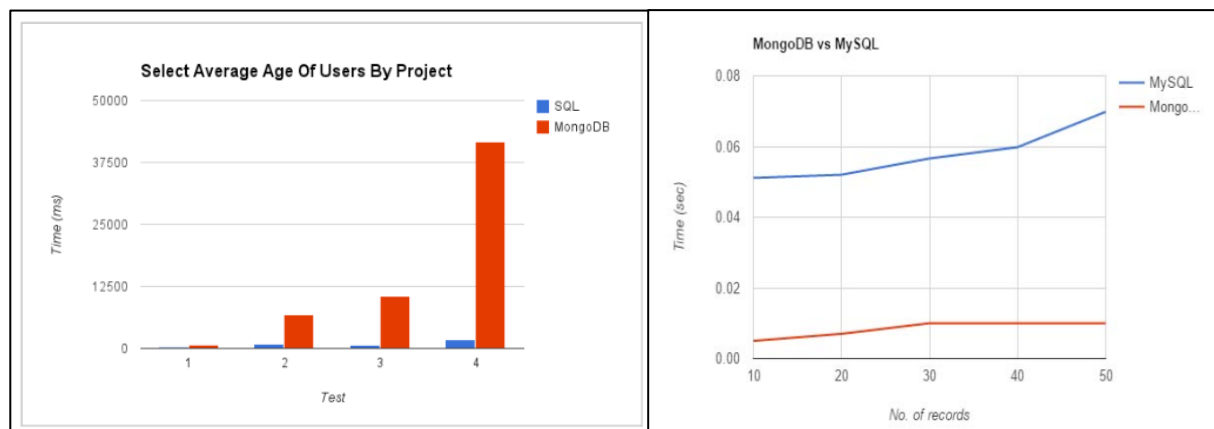 Select Average Age Of Users By Project
50000
37500
25000
12500
0
Time (ms)
1 2 3 4
Test
SQL
MongoDB
MongoDB vs MySQL
0.08
0.06
0.04
0.02
0.00
Time (sec)
10 20 30 40 50
No. of records
MySQL
Mongo...